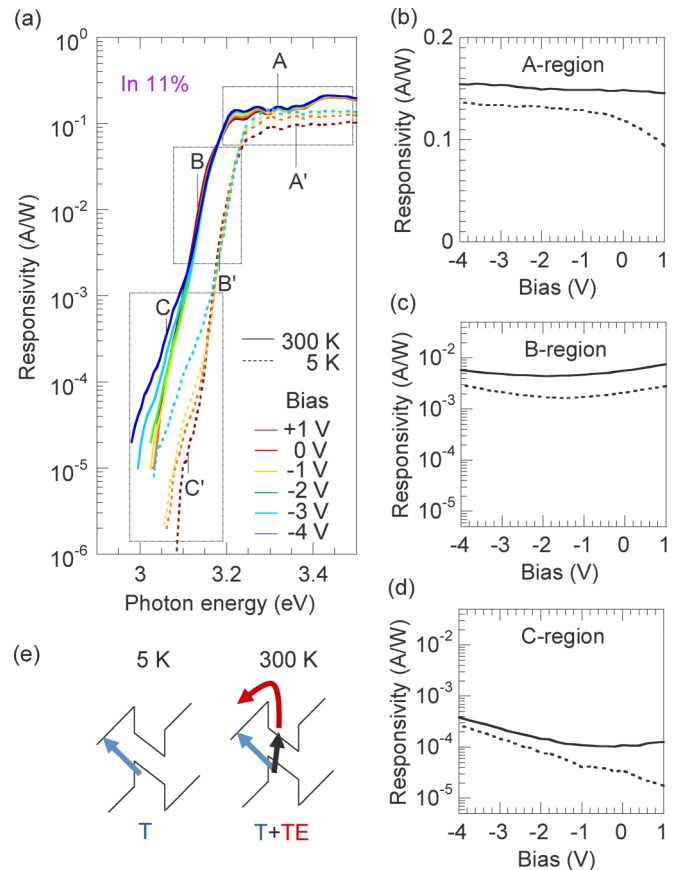 (a)
10^0
10^-1
10^-2
10^-3
10^-4
10^-5
10^-6
Responsivity (A/W)
In 11%
A
A'
B
B'
C
C'
300 K
5 K
Bias
+1 V
0 V
-1 V
-2 V
-3 V
-4 V
3
3.2
3.4
Photon energy (eV)
(b)
0.2
0.1
0
Responsivity (A/W)
A-region
-4 -3 -2 -1 0 1
Bias (V)
(c)
10^-2
10^-3
10^-4
10^-5
Responsivity (A/W)
B-region
-4 -3 -2 -1 0 1
Bias (V)
(d)
10^-2
10^-3
10^-4
10^-5
Responsivity (A/W)
C-region
-4 -3 -2 -1 0 1
Bias (V)
(e)
5 K
300 K
T
T+TE